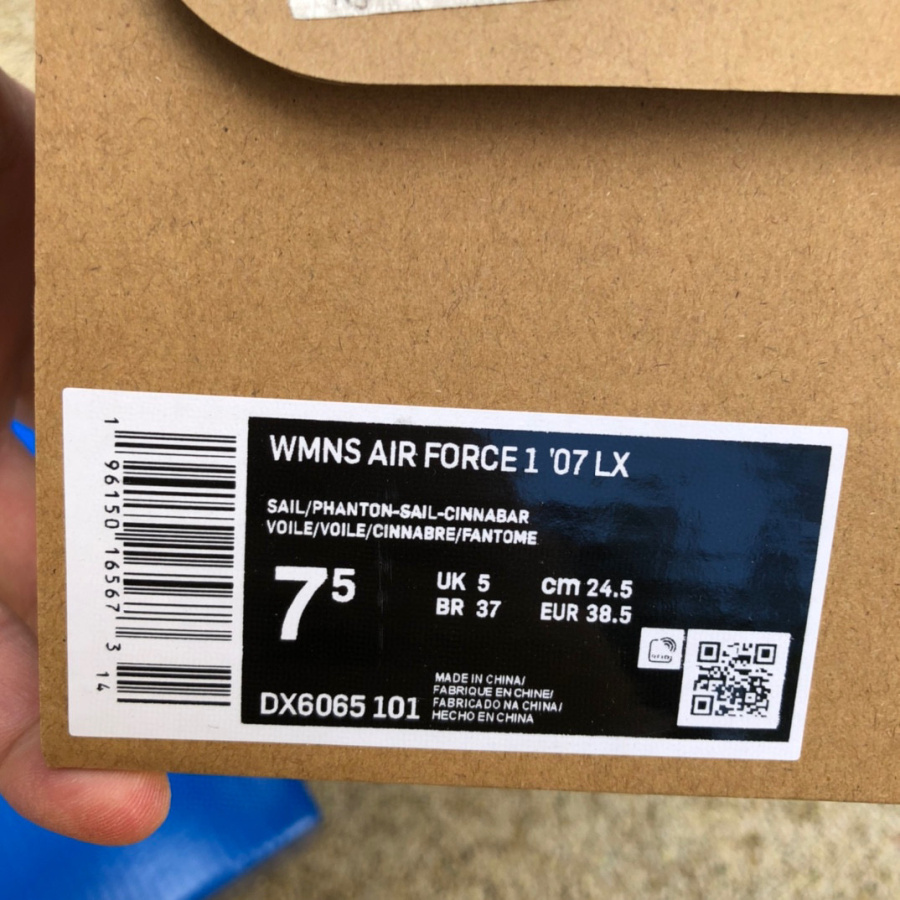 WMNS AIR FORCE 1 '07 LX
SAIL/PHANTON-SAIL-CINNABAR
VOILE/VOILE/CINNABRE/FANTOME
7⁵
UK 5 cm 24.5
BR 37 EUR 38.5
DX6065 101
MADE IN CHINA/
FABRIQUE EN CHINE/
FABRICADO NA CHINA/
HECHO EN CHINA
1 96150 16567 3 14